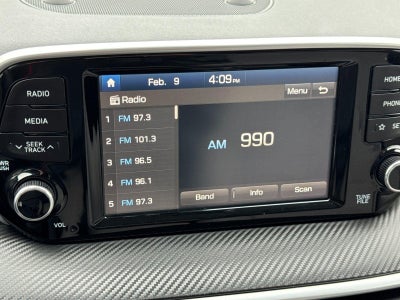 HOME
Feb. 9 4:09PM
Radio Menu
RADIO
PHONE
1 FM 97.3
MEDIA
2 FM 101.3
AM 990
SEEK
TRACK
3 FM 96.5
4 FM 96.1
5 FM 97.3
Band Info Scan
TUNE
FILE
VOL